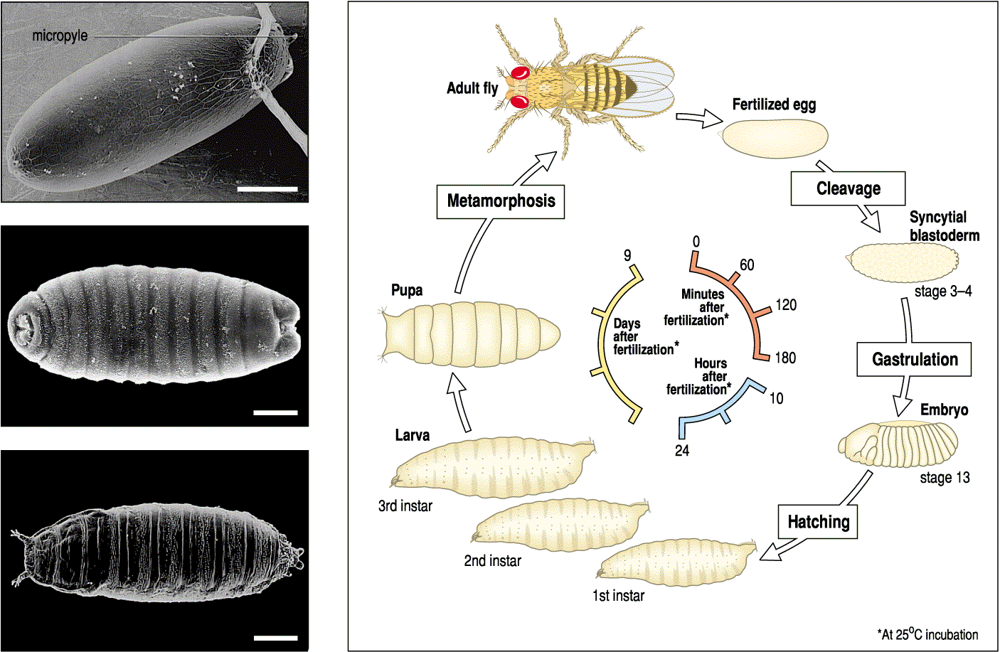 micropyle
Adult fly
Fertilized egg
Cleavage
Metamorphosis
Syncytial
blastoderm
stage 3–4
0
9
60
Pupa
Minutes
after
fertilization*
120
Days
after
fertilization*
180
Gastrulation
Hours
after
fertilization*
10
Embryo
Larva
24
stage 13
3rd instar
Hatching
2nd instar
1st instar
*At 25°C incubation